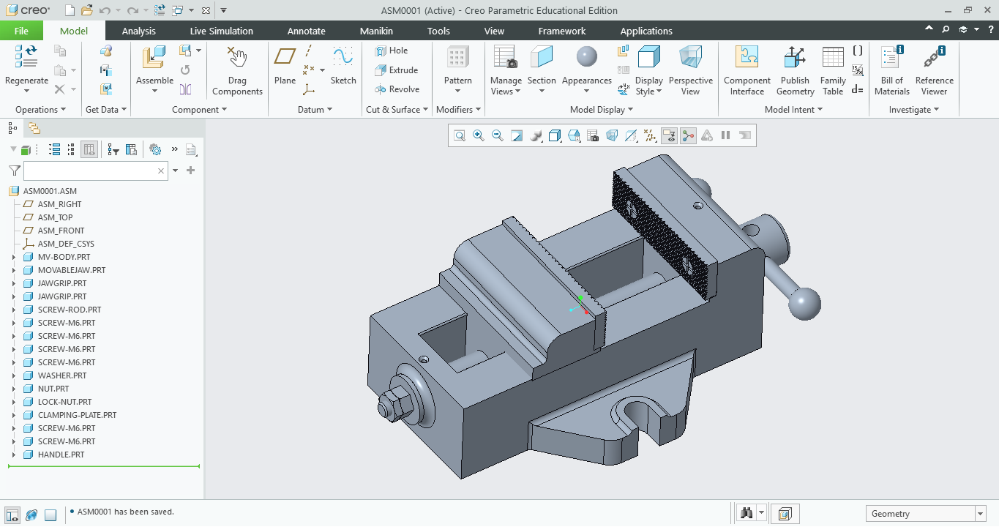 creo®
ASM0001 (Active) - Creo Parametric Educational Edition
File Model Analysis Live Simulation Annotate Manikin Tools View Framework Applications
Regenerate
Operations
Get Data
Assemble
Drag Components
Component
Plane
Sketch
Datum
Hole
Extrude
Revolve
Cut & Surface
Pattern
Modifiers
Manage Views
Section
Appearances
Display Style
Perspective View
Model Display
Component Interface
Publish Geometry
Family Table
d=
Model Intent
Bill of Materials
Reference Viewer
Investigate
ASM0001.ASM
ASM_RIGHT
ASM_TOP
ASM_FRONT
ASM_DEF_CSYS
MV-BODY.PRT
MOVABLEJAW.PRT
JAWGRIP.PRT
JAWGRIP.PRT
SCREW-ROD.PRT
SCREW-M6.PRT
SCREW-M6.PRT
SCREW-M6.PRT
SCREW-M6.PRT
WASHER.PRT
NUT.PRT
LOCK-NUT.PRT
CLAMPING-PLATE.PRT
SCREW-M6.PRT
SCREW-M6.PRT
HANDLE.PRT
• ASM0001 has been saved.
Geometry